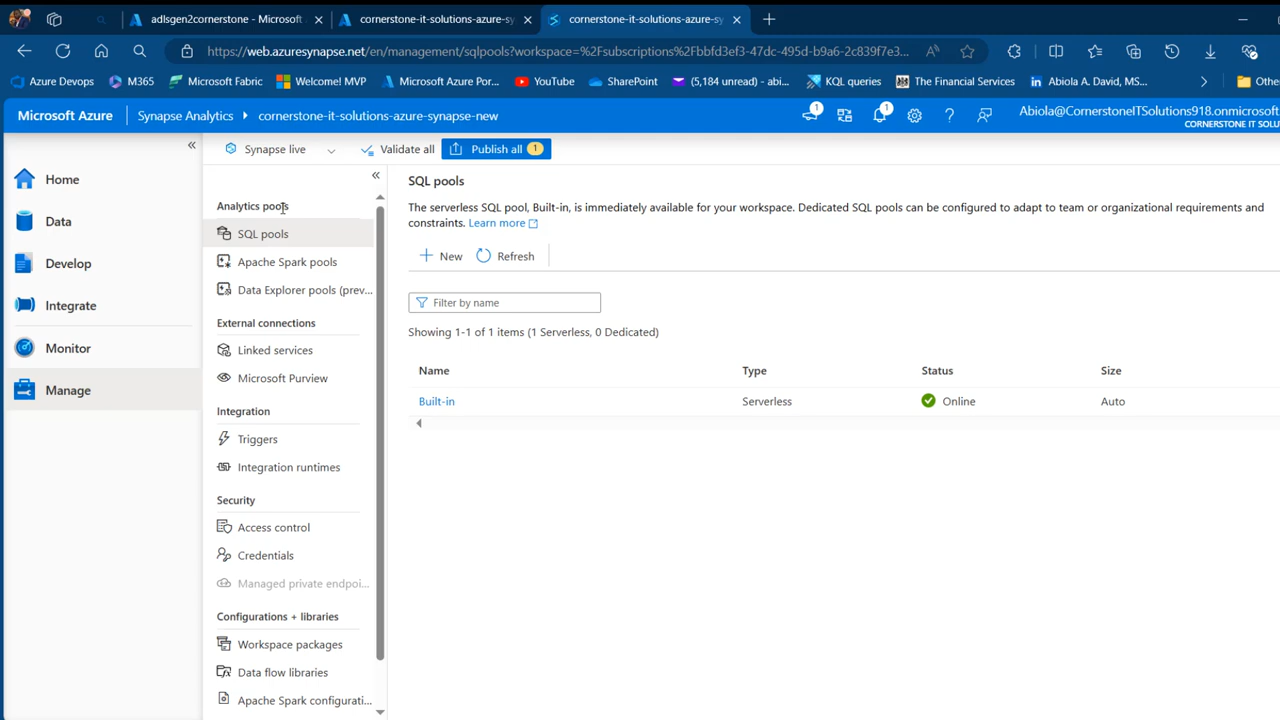 adlsgen2cornerstone - Microsoft
cornerstone-it-solutions-azure-sy
cornerstone-it-solutions-azure-sy
https://web.azuresynapse.net/en/management/sqlpools?workspace=%2Fsubscriptions%2Fbbfd3ef3-47dc-495d-b9a6-2c839f7e3...
Azure Devops
M365
Microsoft Fabric
Welcome! MVP
Microsoft Azure Por...
YouTube
SharePoint
(5,184 unread) - abi...
KQL queries
The Financial Services
Abiola A. David, MS...
Othe
Microsoft Azure
Synapse Analytics
cornerstone-it-solutions-azure-synapse-new
1
1
Abiola@CornerstoneITSolutions918.onmicrosoft
CORNERSTONE IT SOLU
Home
Data
Develop
Integrate
Monitor
Manage
Synapse live
Validate all
Publish all 1
Analytics pools
SQL pools
Apache Spark pools
Data Explorer pools (prev...
External connections
Linked services
Microsoft Purview
Integration
Triggers
Integration runtimes
Security
Access control
Credentials
Managed private endpoi...
Configurations + libraries
Workspace packages
Data flow libraries
Apache Spark configurati...
SQL pools
The serverless SQL pool, Built-in, is immediately available for your workspace. Dedicated SQL pools can be configured to adapt to team or organizational requirements and
constraints. Learn more
New
Refresh
Filter by name
Showing 1-1 of 1 items (1 Serverless, 0 Dedicated)
Name Type Status Size
Built-in Serverless Online Auto